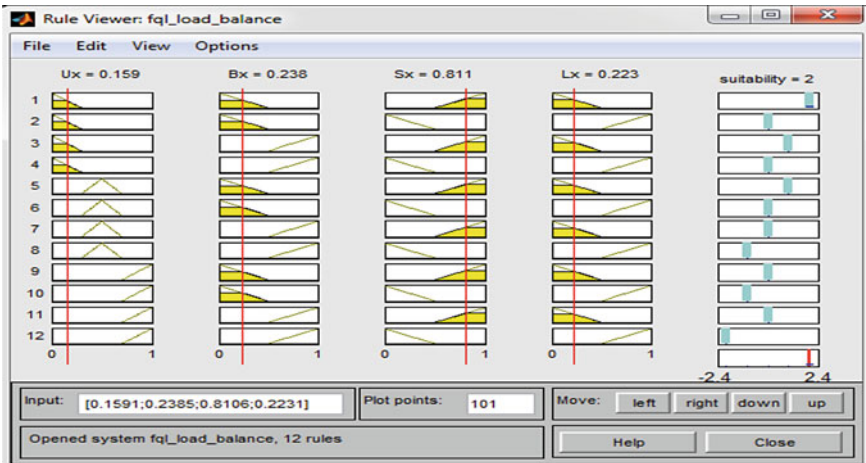 Rule Viewer: fql_load_balance
File Edit View Options
Ux = 0.159 Bx = 0.238 Sx = 0.811 Lx = 0.223 suitability = 2
1
2
3
4
5
6
7
8
9
10
11
12
0 1 0 1 0 1 0 1
-2.4 2.4
Input: [0.1591;0.2385;0.8106;0.2231] Plot points: 101 Move: left right down up
Opened system fql_load_balance, 12 rules Help Close